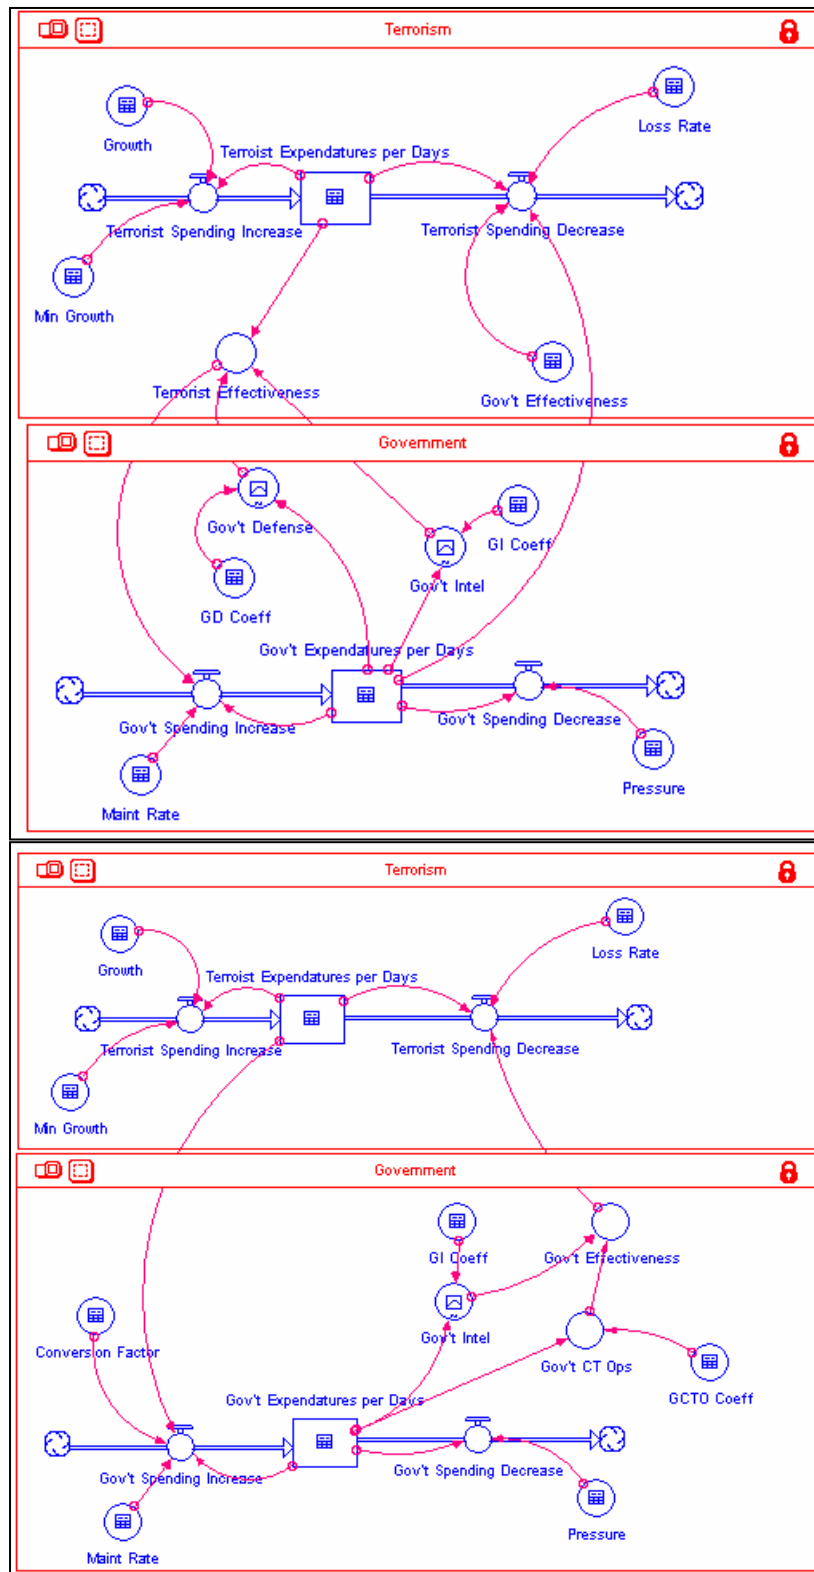 Terrorism
Growth
Loss Rate
Terroist Expendatures per Days
Terrorist Spending Increase
Terrorist Spending Decrease
Min Growth
Terrorist Effectiveness
Gov't Effectiveness
Government
Gov't Defense
GI Coeff
Gov't Intel
GD Coeff
Gov't Expenditures per Days
Gov't Spending Increase
Gov't Spending Decrease
Maint Rate
Pressure
Terrorism
Growth
Loss Rate
Terroist Expendatures per Days
Terrorist Spending Increase
Terrorist Spending Decrease
Min Growth
Government
GI Coeff
Gov't Effectiveness
Conversion Factor
Gov't Intel
Gov't CT Ops
GCTO Coeff
Gov't Expenditures per Days
Gov't Spending Increase
Gov't Spending Decrease
Maint Rate
Pressure